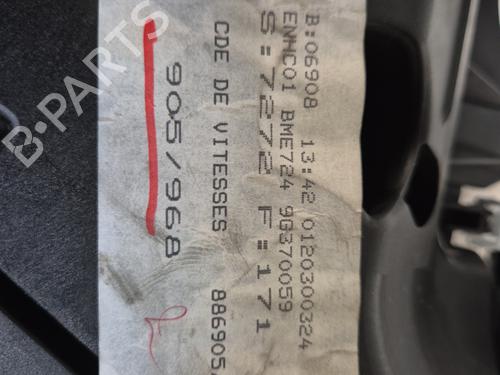 B:06908 13:42 0120300324
ENHC01 BME724 9G370059
S:7272 F:171
CDE DE VITESSES 886905
905/968
B-PARTS